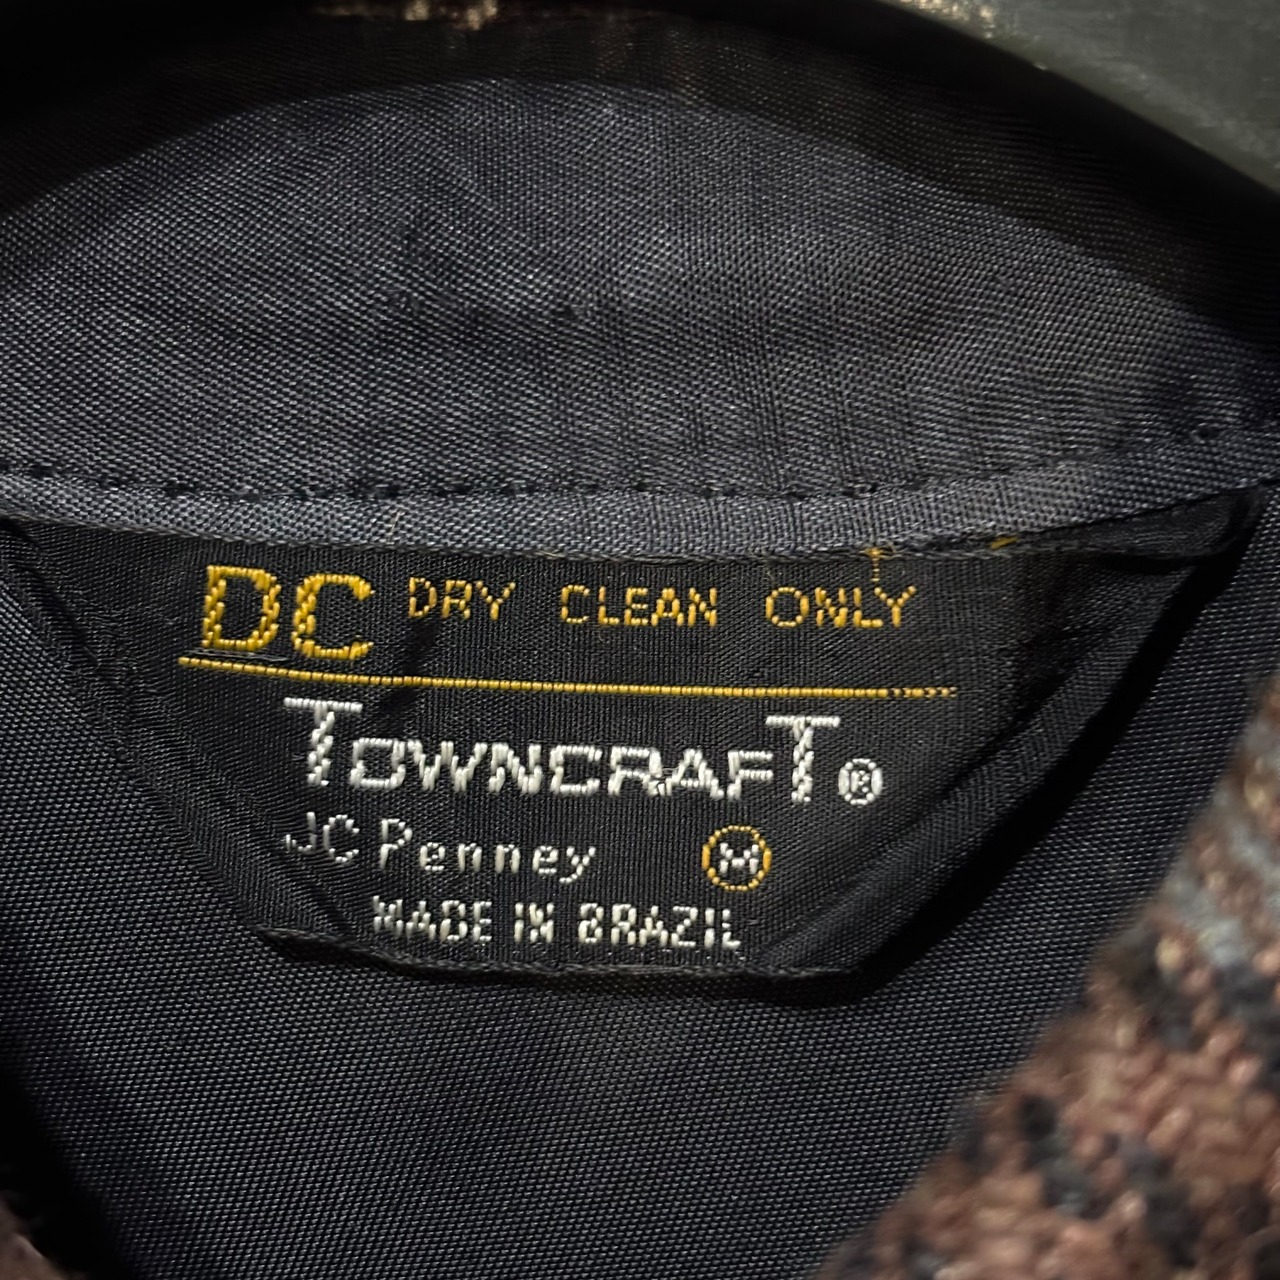 DC DRY CLEAN ONLY
TOWNCRAFT®
JCPenney M
MADE IN BRAZIL